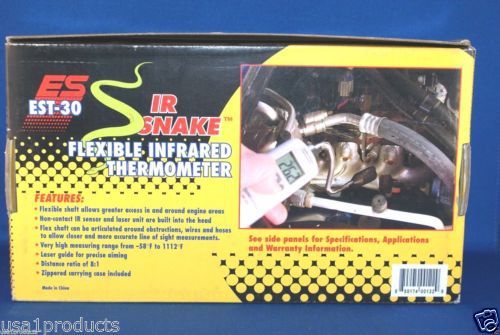 ES
EST-30
IR
SNAKE™
FLEXIBLE INFRARED
THERMOMETER
FEATURES:
• Flexible shaft allows greater excess in and around engine areas
• Non-contact IR sensor and laser unit are built into the head
• Flex shaft can be articulated around obstructions, wires and hoses
to allow closer and more accurate line of sight measurements.
• Very high measuring range from -58°F to 1112°F
• Laser guide for precise aiming
• Distance ratio of 8:1
• Zippered carrying case included
Made in China
See side panels for Specifications, Applications
and Warranty Information.
usa1products
usa1products